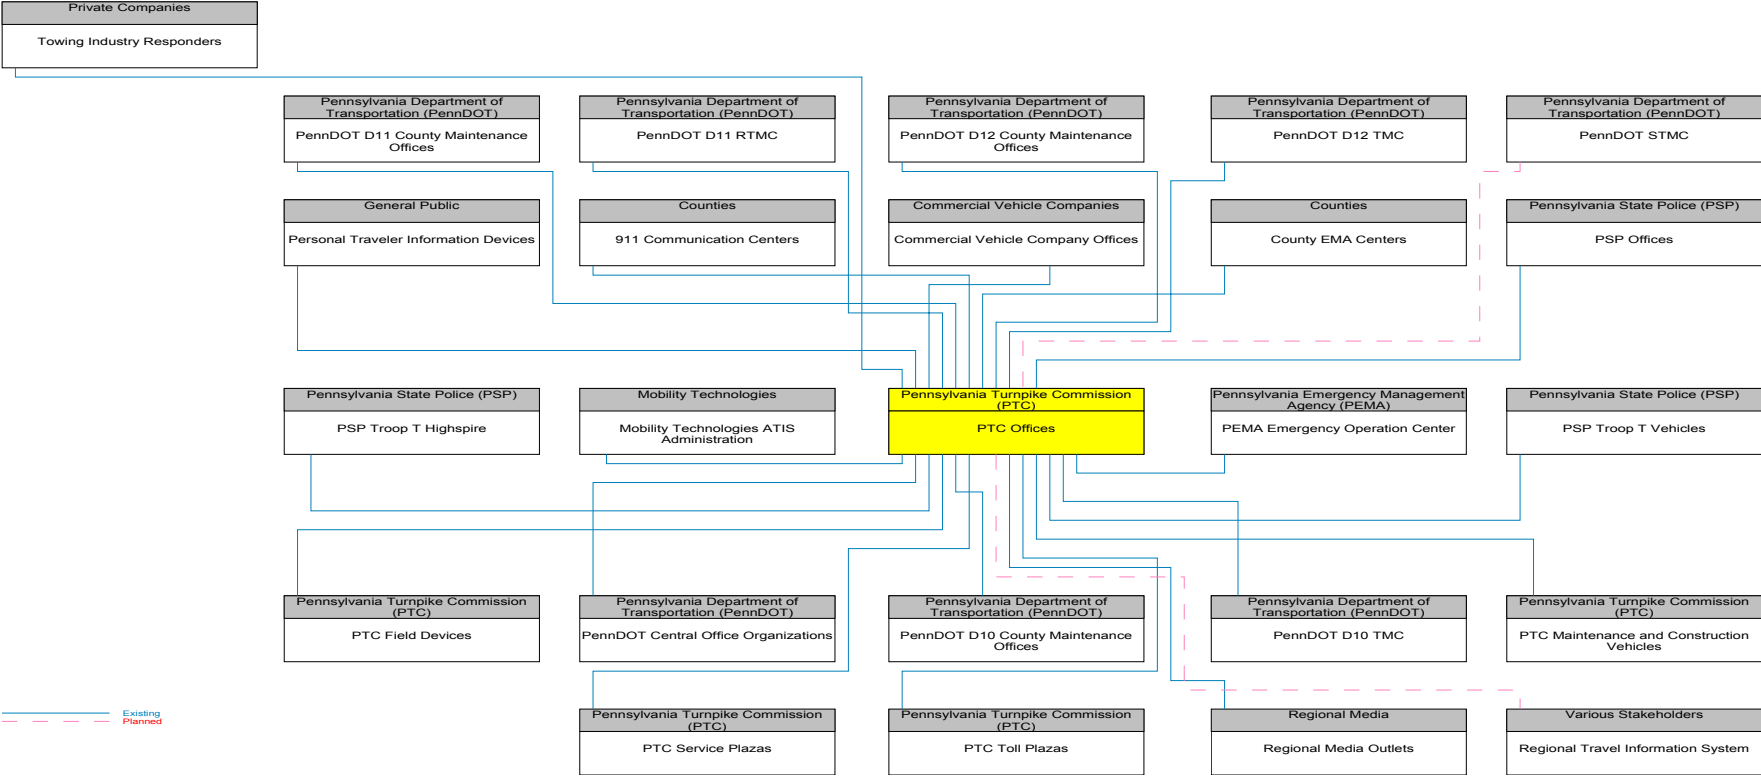 Private Companies
Towing Industry Responders
Pennsylvania Department of
Transportation (PennDOT)
PennDOT D11 County Maintenance
Offices
Pennsylvania Department of
Transportation (PennDOT)
PennDOT D11 RTMC
Pennsylvania Department of
Transportation (PennDOT)
PennDOT D12 County Maintenance
Offices
Pennsylvania Department of
Transportation (PennDOT)
PennDOT D12 TMC
Pennsylvania Department of
Transportation (PennDOT)
PennDOT STMC
General Public
Personal Traveler Information Devices
Counties
911 Communication Centers
Commercial Vehicle Companies
Commercial Vehicle Company Offices
Counties
County EMA Centers
Pennsylvania State Police (PSP)
PSP Offices
Pennsylvania State Police (PSP)
PSP Troop T Highspire
Mobility Technologies
Mobility Technologies ATIS
Administration
Pennsylvania Turnpike Commission
(PTC)
PTC Offices
Pennsylvania Emergency Management
Agency (PEMA)
PEMA Emergency Operation Center
Pennsylvania State Police (PSP)
PSP Troop T Vehicles
Pennsylvania Turnpike Commission
(PTC)
PTC Field Devices
Pennsylvania Department of
Transportation (PennDOT)
PennDOT Central Office Organizations
Pennsylvania Department of
Transportation (PennDOT)
PennDOT D10 County Maintenance
Offices
Pennsylvania Department of
Transportation (PennDOT)
PennDOT D10 TMC
Pennsylvania Turnpike Commission
(PTC)
PTC Maintenance and Construction
Vehicles
Existing
Planned
Pennsylvania Turnpike Commission
(PTC)
PTC Service Plazas
Pennsylvania Turnpike Commission
(PTC)
PTC Toll Plazas
Regional Media
Regional Media Outlets
Various Stakeholders
Regional Travel Information System